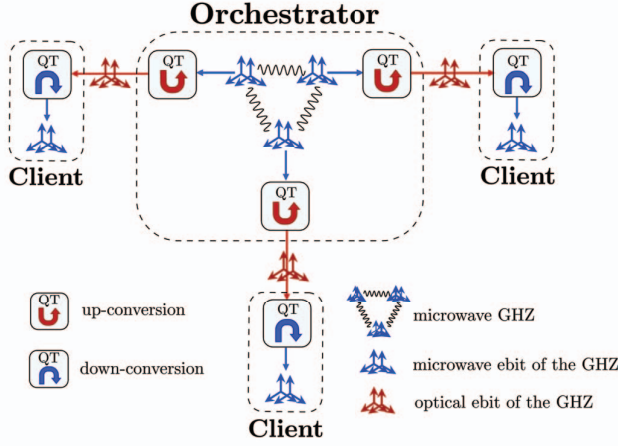 Orchestrator
QT
QT
QT
QT
Client
Client
QT
QT
up-conversion
microwave GHZ
QT
QT
down-conversion
microwave ebit of the GHZ
optical ebit of the GHZ
Client